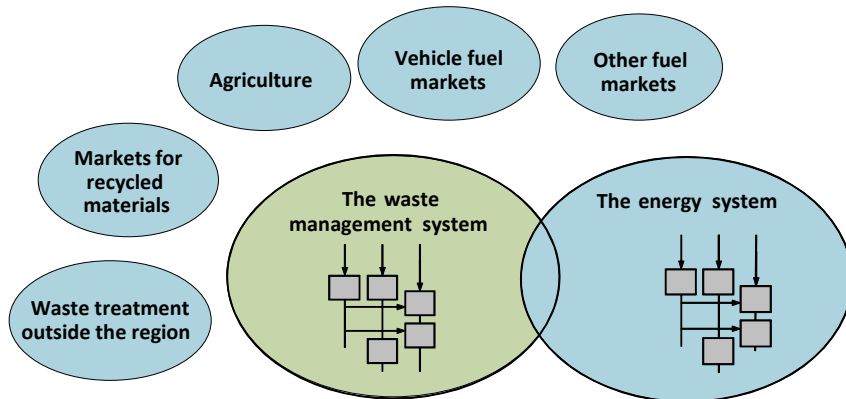 Agriculture
Vehicle fuel
markets
Other fuel
markets
Markets for
recycled
materials
The waste
management system
The energy system
Waste treatment
outside the region